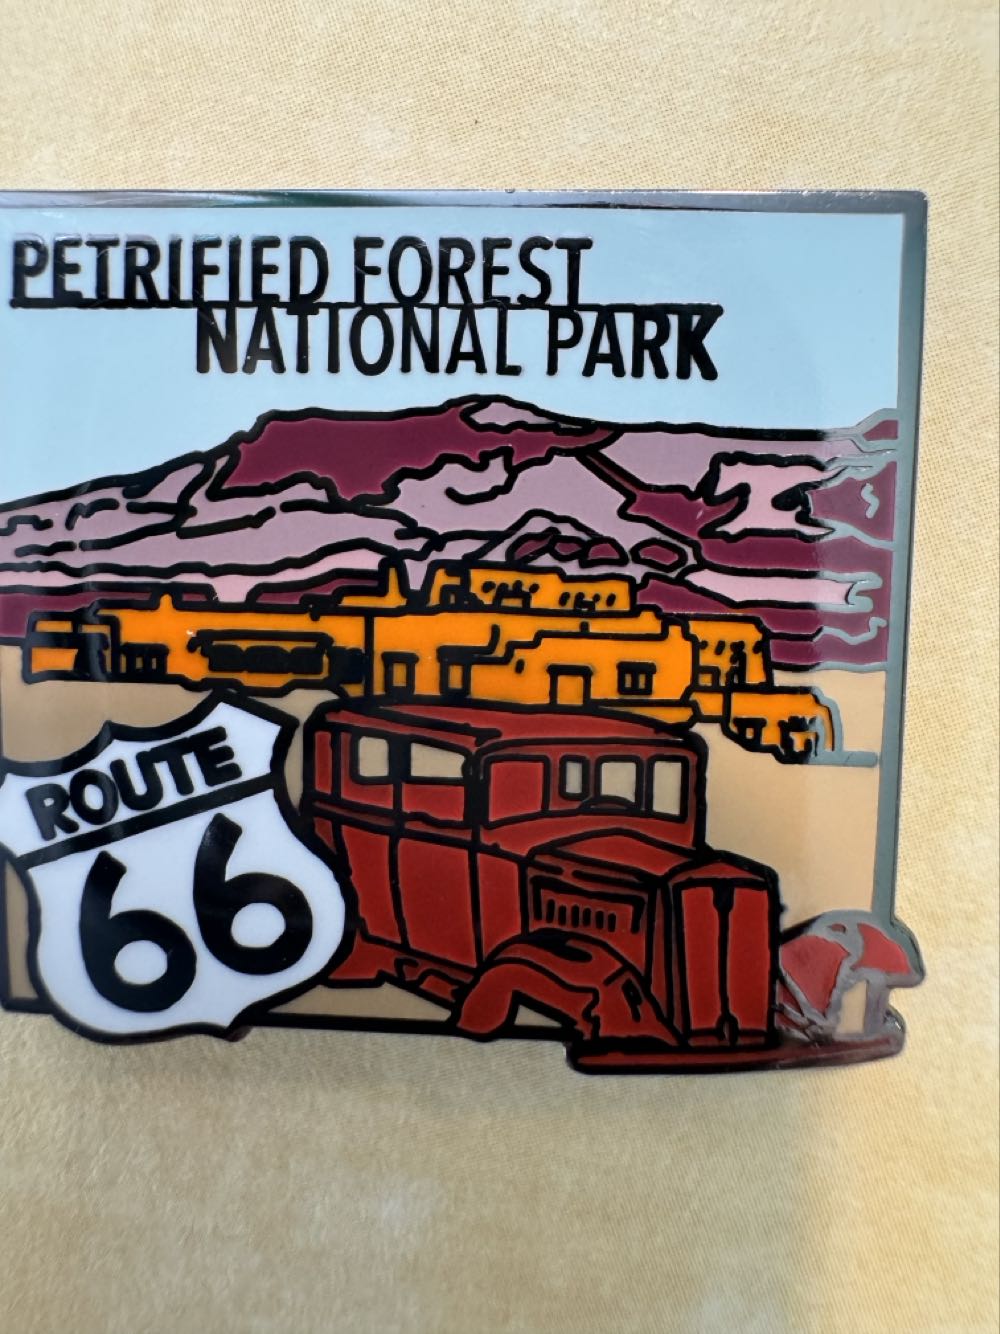 PETRIFIED FOREST
NATIONAL PARK
ROUTE
66